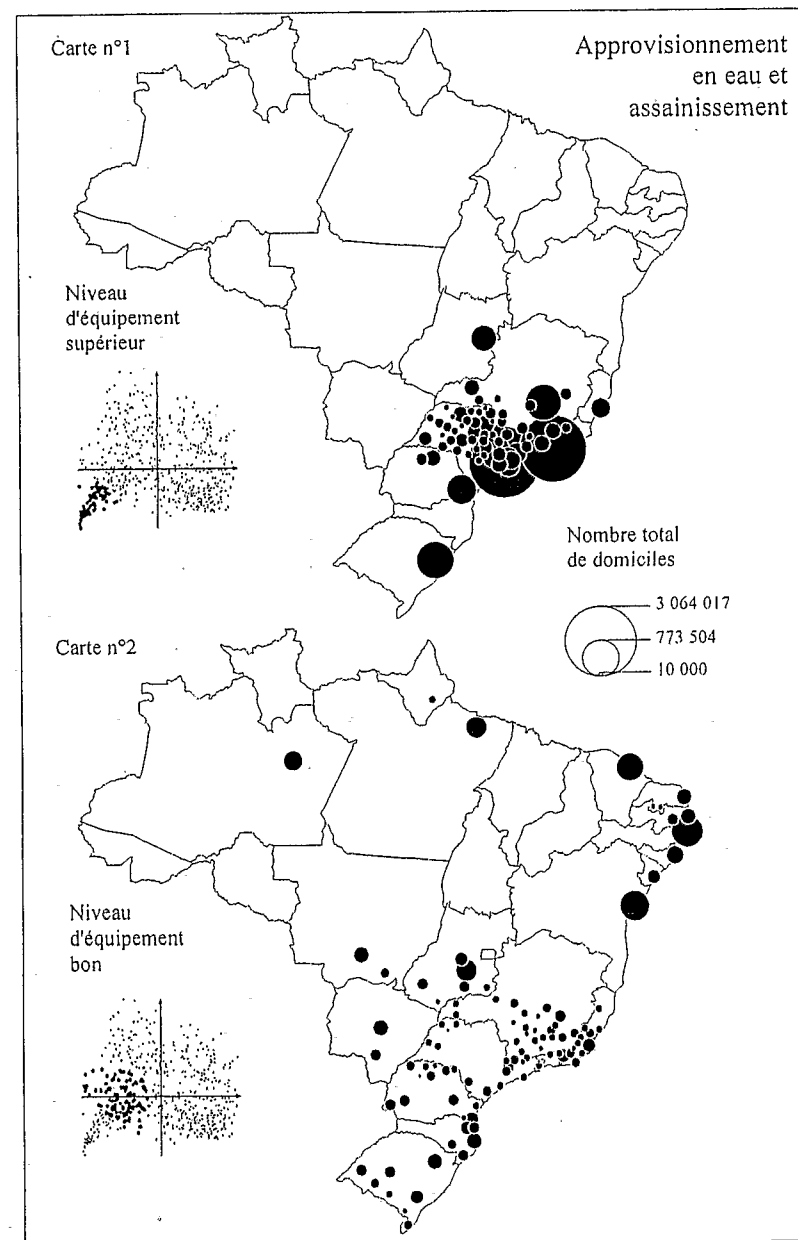 Carte n°1
Approvisionnement
en eau et
assainissement
Niveau
d'équipement
supérieur
Nombre total
de domiciles
3 064 017
773 504
10 000
Carte n°2
Niveau
d'équipement
bon